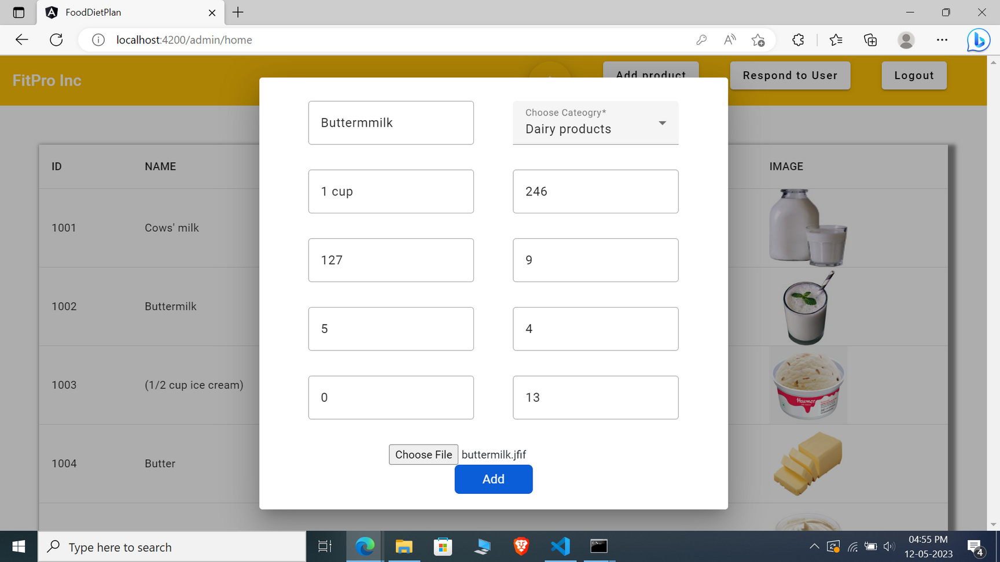 FoodDietPlan
localhost:4200/admin/home
FitPro Inc
Add product
Respond to User
Logout
Buttermmilk
Choose Cateogry*
Dairy products
1 cup
246
127
9
5
4
0
13
Choose File buttermilk.jfif
Add
ID NAME IMAGE
1001 Cows' milk
1002 Buttermilk
1003 (1/2 cup ice cream)
Havmor
1004 Butter
Type here to search
04:55 PM
12-05-2023
4